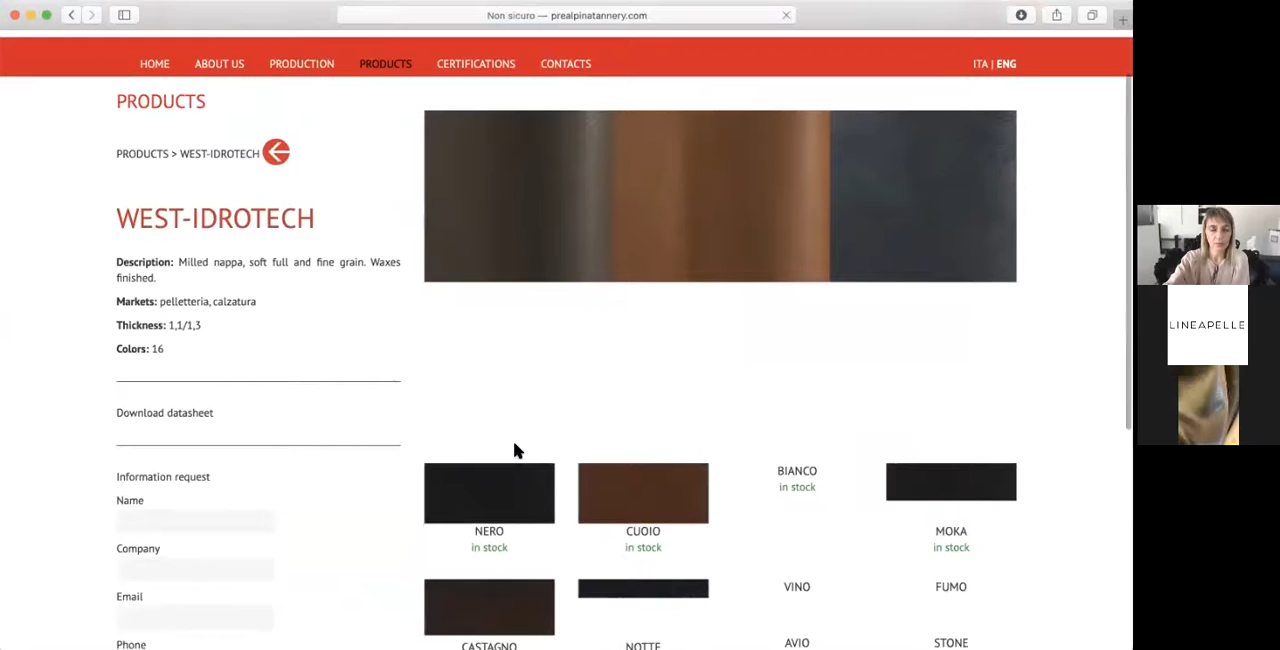 Non sicuro — prealpinatannery.com
HOME ABOUT US PRODUCTION PRODUCTS CERTIFICATIONS CONTACTS ITA | ENG
PRODUCTS
PRODUCTS > WEST-IDROTECH
WEST-IDROTECH
Description: Milled nappa, soft full and fine grain. Waxes
finished.
Markets: pelletteria, calzatura
Thickness: 1,1/1,3
Colors: 16
Download datasheet
Information request
Name
Company
Email
Phone
NERO
in stock
CUOIO
in stock
BIANCO
in stock
MOKA
in stock
CASTAGNO
NOTTE
VINO
FUMO
AVIO
STONE
LINEAPELLE